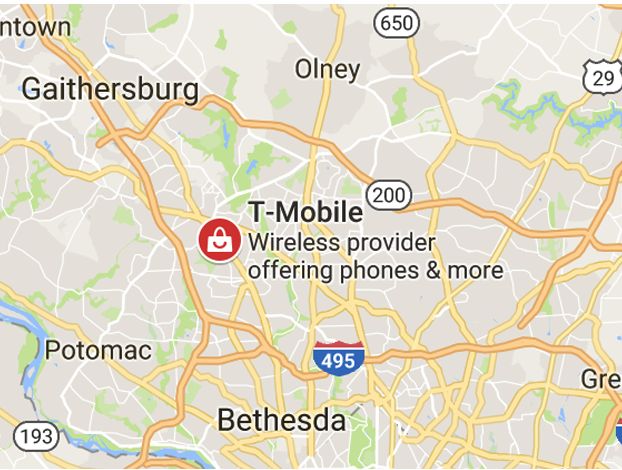 ntown
650
Olney
29
Gaithersburg
200
T-Mobile
Wireless provider
offering phones & more
Potomac
495
Gre
Bethesda
193